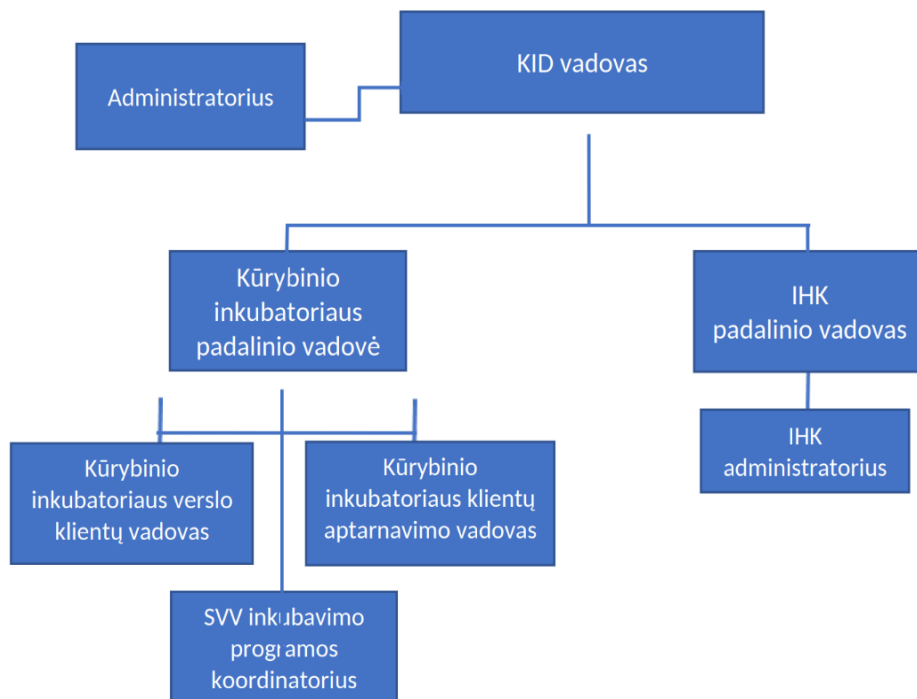 KID vadovas
Administratorius
Kūrybinio
inkubatoriaus
padalinio vadovė
IHK
padalinio vadovas
IHK
administratorius
Kūrybinio
inkubatoriaus verslo
klientų vadovas
Kūrybinio
inkubatoriaus klientų
aptarnavimo vadovas
SVV inkubavimo
programos
koordinatorius